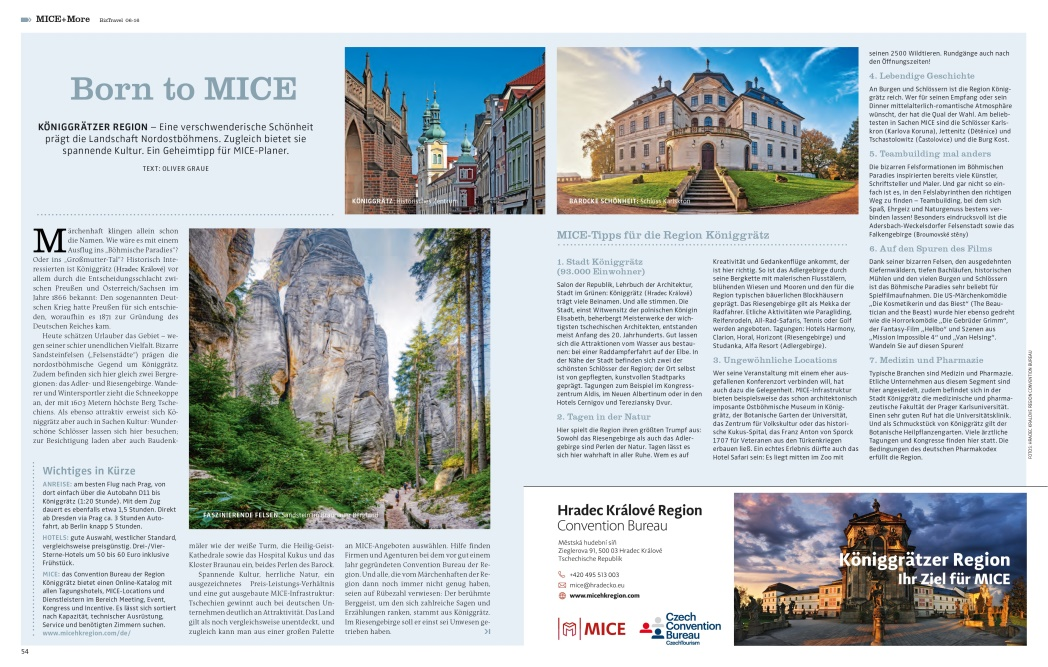 MICE+More BizTravel 06-18
Born to MICE
KÖNIGGRÄTZER REGION – Eine verschwenderische Schönheit
prägt die Landschaft Nordostböhmens. Zugleich bietet sie
spannende Kultur. Ein Geheimtipp für MICE-Planer.
TEXT: OLIVER GRAUE
Märchenhaft klingen allein schon
die Namen. Wie wäre es mit einem
Ausflug ins „Böhmische Paradies"?
Oder ins „Großmutter-Tal"? Historisch Inte-
ressierten ist Königgrätz (Hradec Králové) vor
allem durch die Entscheidungsschlacht zwi-
schen Preußen und Österreich/Sachsen im
Jahre 1866 bekannt: Den sogenannten Deut-
schen Krieg hatte Preußen für sich entschie-
den, woraufhin es 1871 zur Gründung des
Deutschen Reiches kam.
Heute schätzen Urlauber das Gebiet – we-
gen seiner schier unendlichen Vielfalt. Bizarre
Sandsteinfelsen („Felsenstädte") prägen die
nordostböhmische Gegend um Königgrätz.
Zudem befinden sich hier gleich zwei Bergre-
gionen: das Adler- und Riesengebirge. Wande-
rer und Wintersportler zieht die Schneekoppe
an, der mit 1603 Metern höchste Berg Tsche-
chiens. Als ebenso attraktiv erweist sich Kö-
niggrätz aber auch in Sachen Kultur: Wunder-
schöne Schlösser lassen sich hier besuchen;
zur Besichtigung laden aber auch Baudenk-
Wichtiges in Kürze
ANREISE: am besten Flug nach Prag, von
dort einfach über die Autobahn D11 bis
Königgrätz (1:20 Stunde). Mit dem Zug
dauert es ebenfalls etwa 1,5 Stunden. Direkt
ab Dresden via Prag ca. 3 Stunden Auto-
fahrt, ab Berlin knapp 5 Stunden.
HOTELS: gute Auswahl, westlicher Standard,
vergleichsweise preisgünstig. Drei-/Vier-
Sterne-Hotels um 50 bis 60 Euro inklusive
Frühstück.
MICE: das Convention Bureau der Region
Königgrätz bietet einen Online-Katalog mit
allen Tagungshotels, MICE-Locations und
Dienstleistern im Bereich Meeting, Event,
Kongress und Incentive. Es lässt sich sortiert
nach Kapazität, technischer Ausrüstung,
Service und benötigten Zimmern suchen.
www.micehkregion.com/de/
KÖNIGGRÄTZ: Historisches Zentrum
FASZINIERENDE FELSEN: Sandstein im
mäler wie der weiße Turm, die Heilig-Geist-
Kathedrale sowie das Hospital Kukus und das
Kloster Braunau ein, beides Perlen des Barock.
Spannende Kultur, herrliche Natur, ein
ausgezeichnetes Preis-Leistungs-Verhältnis
und eine gut ausgebaute MICE-Infrastruktur:
Tschechien gewinnt auch bei deutschen Un-
ternehmen deutlich an Attraktivität. Das Land
gilt als noch vergleichsweise unentdeckt, und
zugleich kann man aus einer großen Palette
an MICE-Angeboten auswählen. Hilfe finden
Firmen und Agenturen bei dem vor gut einem
Jahr gegründeten Convention Bureau der Re-
gion. Und alle, die vom Märchenhaften der Re-
gion dann noch immer nicht genug haben,
seien auf Rübezahl verwiesen: Der berühmte
Berggeist, um den sich zahlreiche Sagen und
Erzählungen ranken, stammt aus Königgrätz.
Im Riesengebirge soll er einst sei Unwesen ge-
trieben haben.
54
BAROCKE SCHÖNHEIT: Schloss Karlskron
MICE-Tipps für die Region Königgrätz
1. Stadt Königgrätz
(93.000 Einwohner)
Salon der Republik, Lehrbuch der Architektur,
Stadt im Grünen: Königgrätz (Hradec Králové)
trägt viele Beinamen. Und alle stimmen. Die
Stadt, einst Witwensitz der polnischen Königin
Elisabeth, beherbergt Meisterwerke der wich-
tigsten tschechischen Architekten, entstanden
meist Anfang des 20. Jahrhunderts. Gut lassen
sich die Attraktionen vom Wasser aus bestau-
nen: bei einer Raddampferfahrt auf der Elbe. In
der Nähe der Stadt befinden sich zwei der
schönsten Schlösser der Region; der Ort selbst
ist von gepflegten, kunstvollen Stadtparks
geprägt. Tagungen zum Beispiel im Kongress-
zentrum Aldis, im Neuen Albertinum oder in den
Hotels Cernigov und Tereziansky Dvur.
2. Tagen in der Natur
Hier spielt die Region ihren größten Trumpf aus:
Sowohl das Riesengebirge als auch das Adler-
gebirge sind Perlen der Natur. Tagen lässt es
sich hier wahrhaft in aller Ruhe. Wem es auf
Kreativität und Gedankenflüge ankommt, der
ist hier richtig. So ist das Adlergebirge durch
seine Bergkette mit malerischen Flusstälern,
blühenden Wiesen und Mooren und den für die
Region typischen bäuerlichen Blockhäusern
geprägt. Das Riesengebirge gilt als Mekka der
Radfahrer. Etliche Aktivitäten wie Paragliding,
Reifenrodeln, All-Rad-Safaris, Tennis oder Golf
werden angeboten. Tagungen: Hotels Harmony,
Clarion, Horal, Horizont (Riesengebirge) und
Studanka, Alfa Resort (Adlergebirge).
3. Ungewöhnliche Locations
Wer seine Veranstaltung mit einem eher aus-
gefallenen Konferenzort verbinden will, hat
auch dazu die Gelegenheit. MICE-Infrastruktur
bieten beispielsweise das schon architektonisch
imposante Ostböhmische Museum in König-
grätz, der Botanische Garten der Universität,
das Zentrum für Volkskultur oder das histori-
sche Kukus-Spital, das Franz Anton von Sporck
1707 für Veteranen aus den Türkenkriegen
erbauen ließ. Ein echtes Erlebnis dürfte auch das
Hotel Safari sein: Es liegt mitten im Zoo mit
seinen 2500 Wildtieren. Rundgänge auch nach
den Öffnungszeiten!
4. Lebendige Geschichte
An Burgen und Schlössern ist die Region König-
grätz reich. Wer für seinen Empfang oder sein
Dinner mittelalterlich-romantische Atmosphäre
wünscht, der hat die Qual der Wahl. Am belieb-
testen in Sachen MICE sind die Schlösser Karls-
kron (Karlova Koruna), Jettenitz (Dětěnice) und
Tschastolowitz (Častolovice) und die Burg Kost.
5. Teambuilding mal anders
Die bizarren Felsformationen im Böhmischen
Paradies inspirierten bereits viele Künstler,
Schriftsteller und Maler. Und gar nicht so ein-
fach ist es, in den Felslabyrinthen den richtigen
Weg zu finden – Teambuilding, bei dem sich
Spaß, Ehrgeiz und Naturgenuss bestens ver-
binden lassen! Besonders eindrucksvoll ist die
Adersbach-Weckelsdorfer Felsenstadt sowie das
Falkengebirge (Brounovské stěny)
6. Auf den Spuren des Films
Dank seiner bizarren Felsen, den ausgedehnten
Kiefernwäldern, tiefen Bachläufen, historischen
Mühlen und den vielen Burgen und Schlössern
ist das Böhmische Paradies sehr beliebt für
Spielfilmaufnahmen. Die US-Märchenkomödie
„Die Kosmetikerin und das Biest" (The Beau-
tician and the Beast) wurde hier ebenso gedreht
wie die Horrorkomödie „Die Gebrüder Grimm",
der Fantasy-Film „Hellbo" und Szenen aus
„Mission Impossible 4" und „Van Helsing".
Wandeln Sie auf diesen Spuren!
7. Medizin und Pharmazie
Typische Branchen sind Medizin und Pharmazie.
Etliche Unternehmen aus diesem Segment sind
hier angesiedelt, zudem befindet sich in der
Stadt Königgrätz die medizinische und pharma-
zeutische Fakultät der Prager Karlsuniversität.
Einen sehr guten Ruf hat die Universitätsklinik.
Und als Schmuckstück von Königgrätz gilt der
Botanische Heilpflanzengarten. Viele ärztliche
Tagungen und Kongresse finden hier statt. Die
Bedingungen des deutschen Pharmakodex
erfüllt die Region.
FOTOS: HRADEC KRÁLOVÉ REGION CONVENTION BUREAU
Hradec Králové Region
Convention Bureau
Městská hudební síň
Zieglerova 91, 500 03 Hradec Králové
Tschechische Republik
+420 495 513 003
mice@hradecko.eu
www.micehkregion.com
MICE
Czech
Convention
Bureau
CzechTourism
Königgrätzer Region
Ihr Ziel für MICE